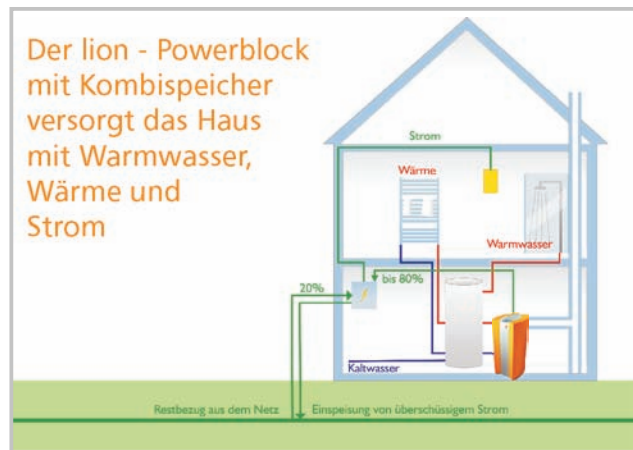 Der lion - Powerblock
mit Kombispeicher
versorgt das Haus
mit Warmwasser,
Wärme und
Strom
Strom
Wärme
Warmwasser
20%
bis 80%
Kaltwasser
Restbezug aus dem Netz
Einspeisung von überschüssigem Strom